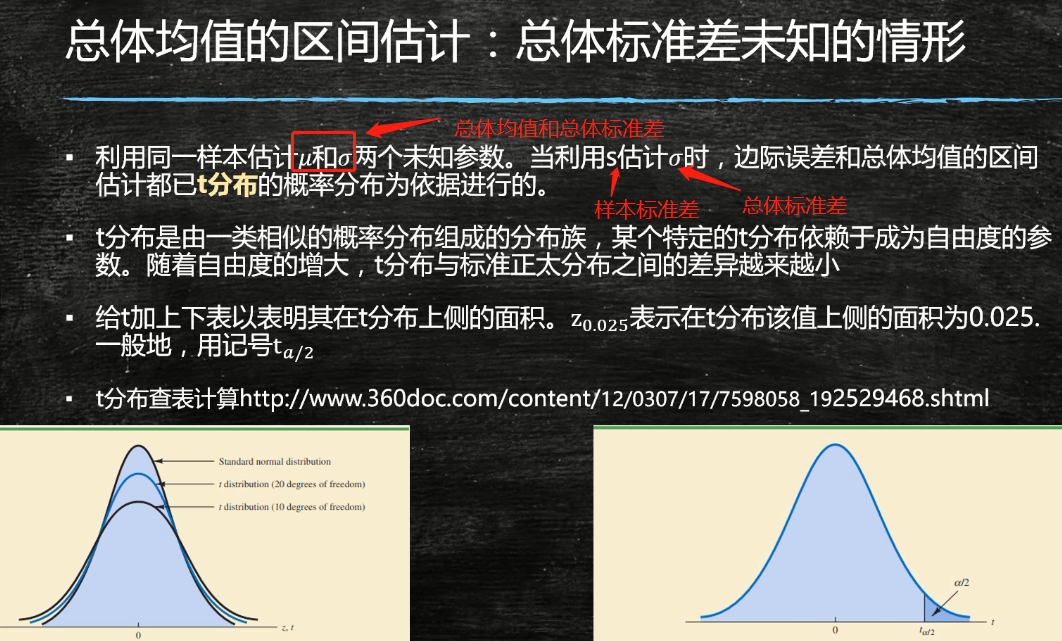 总体均值的区间估计：总体标准差未知的情形
总体均值和总体标准差
▪ 利用同一样本估计μ和σ两个未知参数。当利用s估计σ时，边际误差和总体均值的区间
估计都已t分布的概率分布为依据进行的。
样本标准差
总体标准差
▪ t分布是由一类相似的概率分布组成的分布族，某个特定的t分布依赖于成为自由度的参
数。随着自由度的增大，t分布与标准正太分布之间的差异越来越小
▪ 给t加上下表以表明其在t分布上侧的面积。z₀.₀₂₅表示在t分布该值上侧的面积为0.025.
一般地，用记号t_{a/2}
▪ t分布查表计算http://www.360doc.com/content/12/0307/17/7598058_192529468.shtml
Standard normal distribution
t distribution (20 degrees of freedom)
t distribution (10 degrees of freedom)
z, t
0
α/2
t
0
t_{α/2}